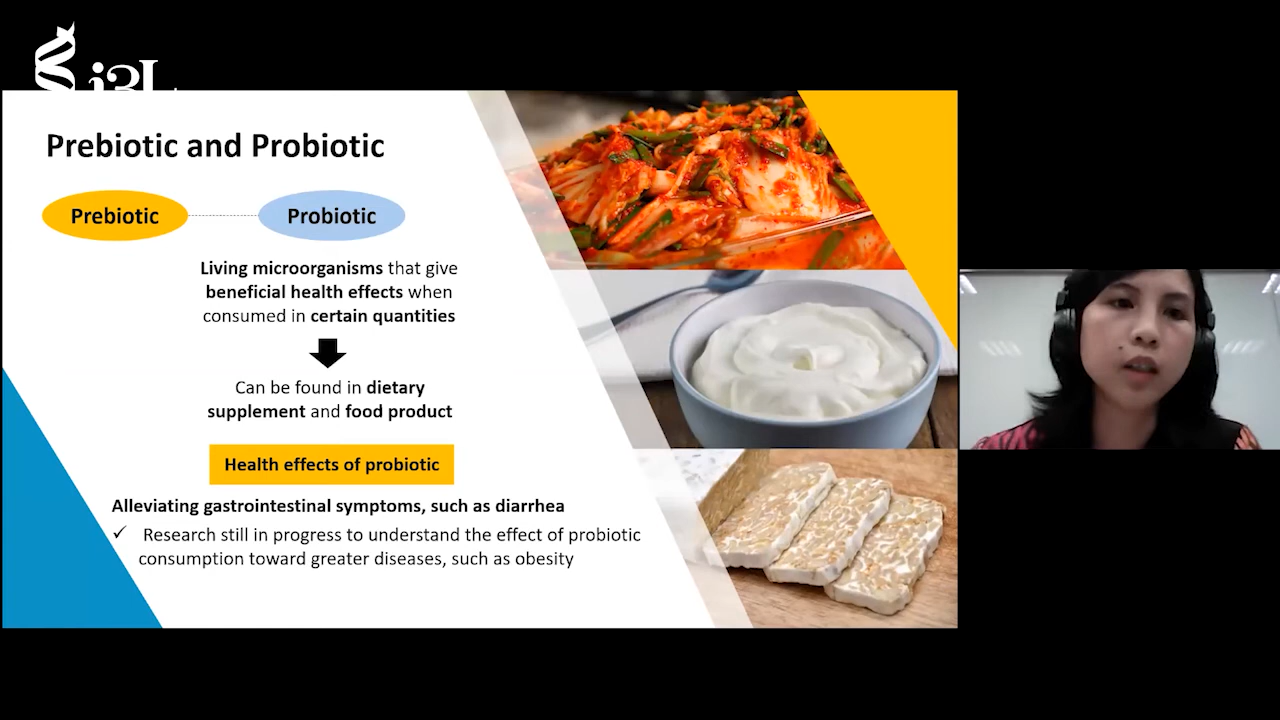 i3L
Prebiotic and Probiotic
Prebiotic
Probiotic
Living microorganisms that give
beneficial health effects when
consumed in certain quantities
Can be found in dietary
supplement and food product
Health effects of probiotic
Alleviating gastrointestinal symptoms, such as diarrhea
✓ Research still in progress to understand the effect of probiotic
consumption toward greater diseases, such as obesity